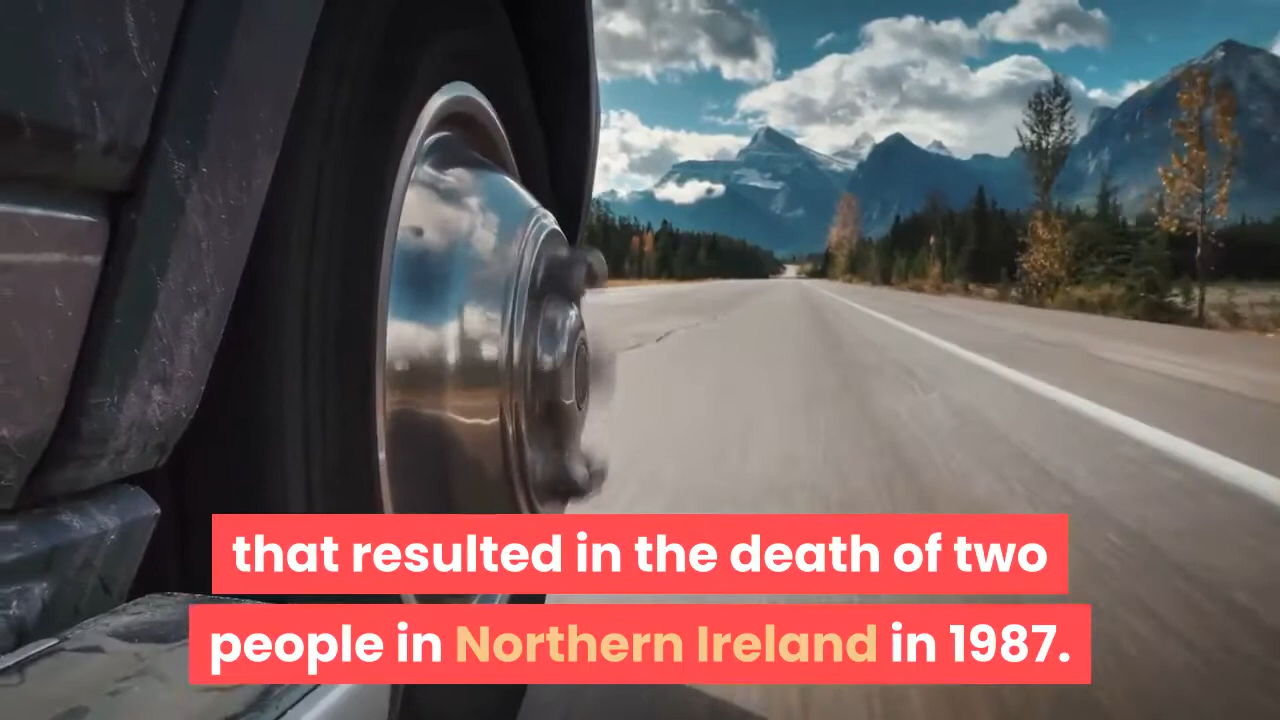 that resulted in the death of two
people in Northern Ireland in 1987.